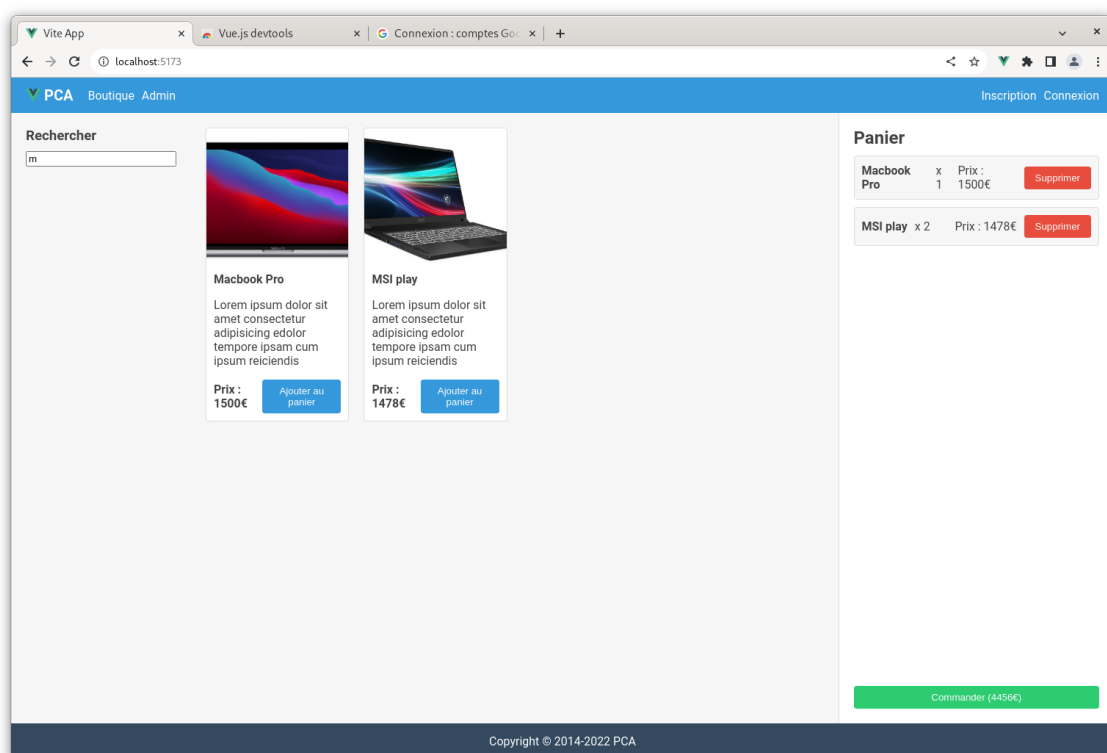 Vite App
Vue.js devtools
Connexion : comptes Goo
localhost:5173
PCA Boutique Admin
Inscription Connexion
Rechercher
m
Macbook Pro
Lorem ipsum dolor sit
amet consectetur
adipisicing edolor
tempore ipsam cum
ipsum reiciendis
Prix :
1500€
Ajouter au
panier
MSI play
Lorem ipsum dolor sit
amet consectetur
adipisicing edolor
tempore ipsam cum
ipsum reiciendis
Prix :
1478€
Ajouter au
panier
Panier
Macbook
Pro
x
1
Prix :
1500€
Supprimer
MSI play x 2 Prix : 1478€ Supprimer
Commander (4456€)
Copyright © 2014-2022 PCA